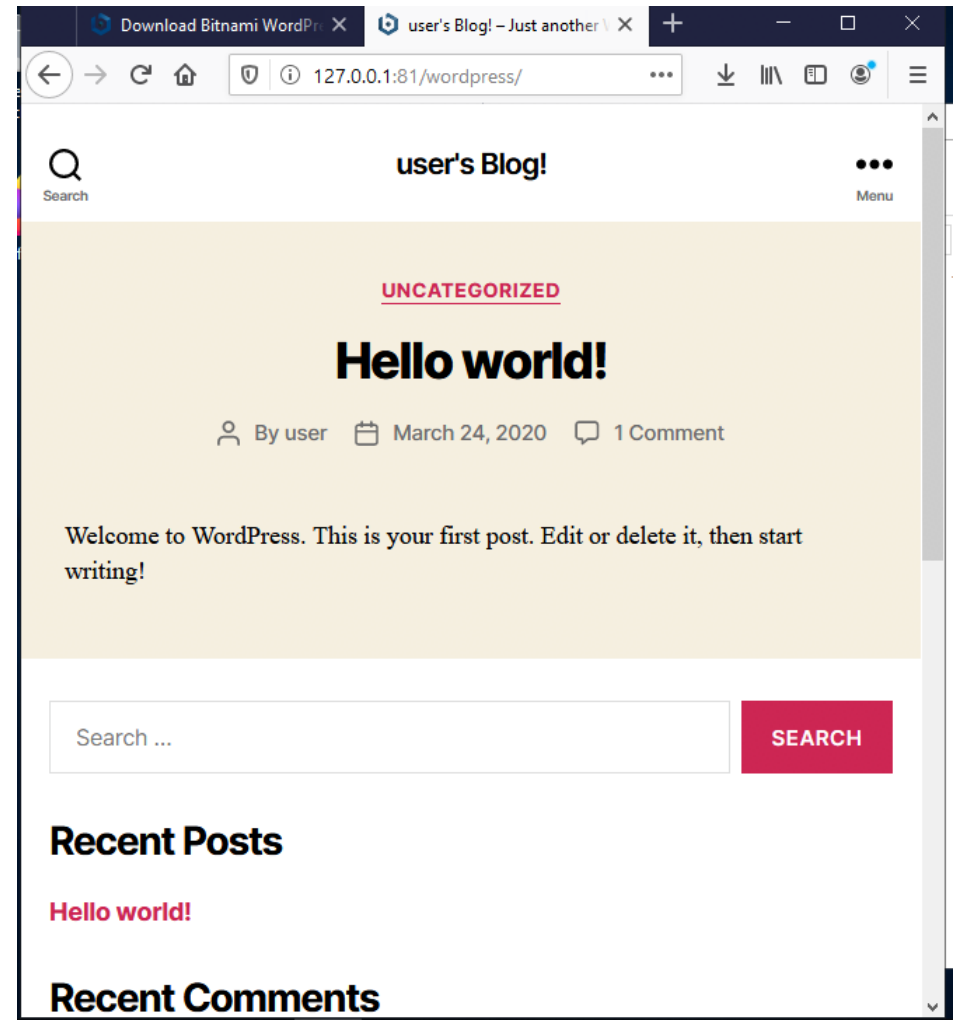 Download Bitnami WordPr
user's Blog! – Just another
127.0.0.1:81/wordpress/
user's Blog!
Search
Menu
UNCATEGORIZED
Hello world!
By user March 24, 2020 1 Comment
Welcome to WordPress. This is your first post. Edit or delete it, then start
writing!
Search ...
SEARCH
Recent Posts
Hello world!
Recent Comments